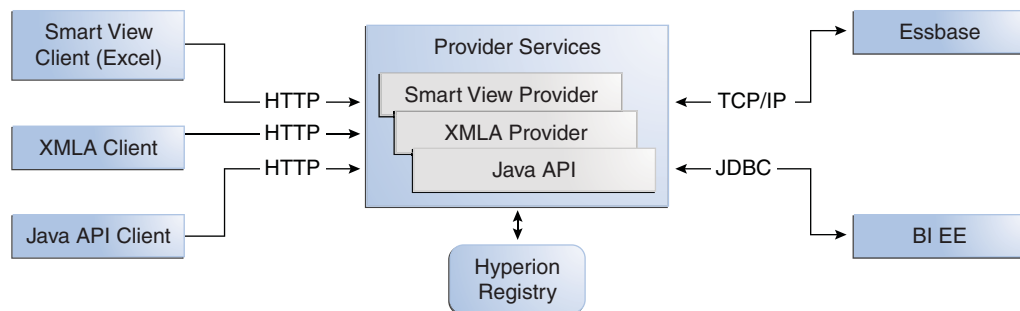 Smart View
Client (Excel)
XMLA Client
Java API Client
HTTP
HTTP
HTTP
Provider Services
Smart View Provider
XMLA Provider
Java API
Hyperion
Registry
TCP/IP
JDBC
Essbase
BI EE